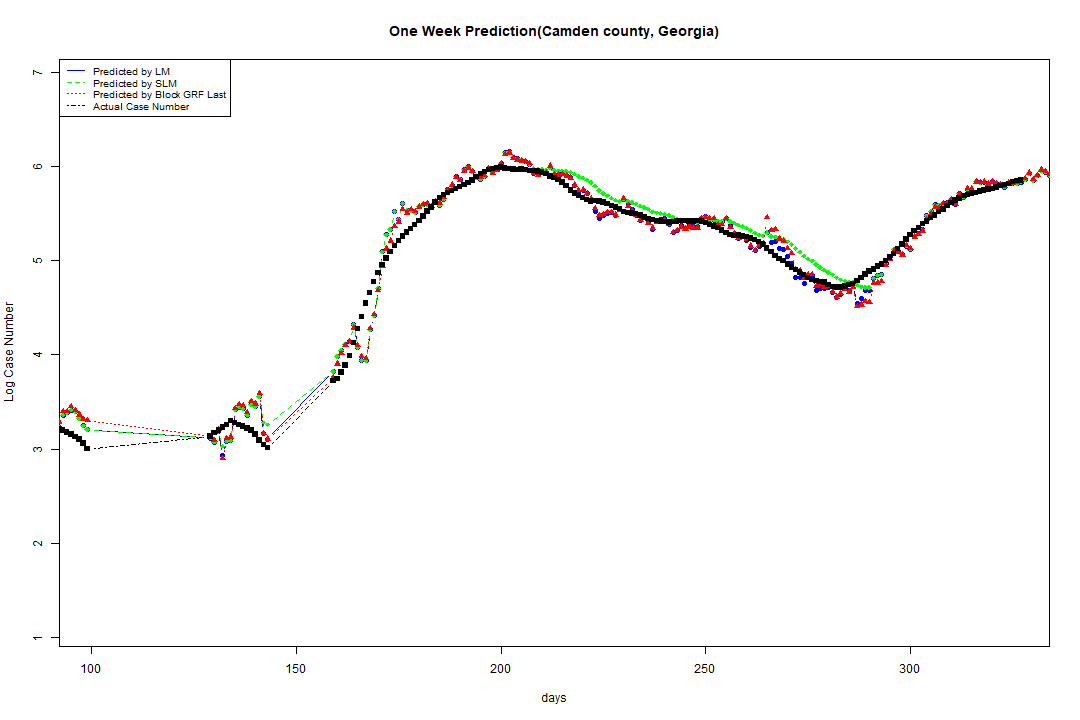 One Week Prediction(Camden county, Georgia)
7
Predicted by LM
Predicted by SLM
Predicted by Block GRF Last
Actual Case Number
6
5
4
3
2
1
Log Case Number
100 150 200 250 300
days